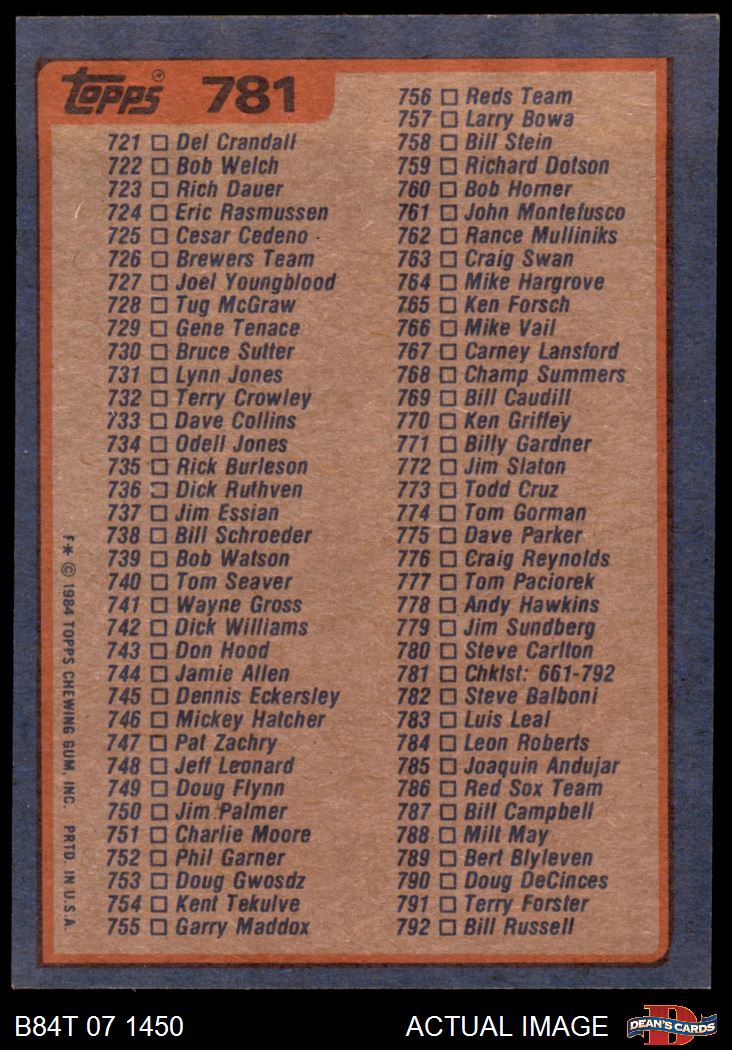 Topps® 781
721 Del Crandall
722 Bob Welch
723 Rich Dauer
724 Eric Rasmussen
725 Cesar Cedeno
726 Brewers Team
727 Joel Youngblood
728 Tug McGraw
729 Gene Tenace
730 Bruce Sutter
731 Lynn Jones
732 Terry Crowley
733 Dave Collins
734 Odell Jones
735 Rick Burleson
736 Dick Ruthven
737 Jim Essian
738 Bill Schroeder
739 Bob Watson
740 Tom Seaver
741 Wayne Gross
742 Dick Williams
743 Don Hood
744 Jamie Allen
745 Dennis Eckersley
746 Mickey Hatcher
747 Pat Zachry
748 Jeff Leonard
749 Doug Flynn
750 Jim Palmer
751 Charlie Moore
752 Phil Garner
753 Doug Gwosdz
754 Kent Tekulve
755 Garry Maddox
756 Reds Team
757 Larry Bowa
758 Bill Stein
759 Richard Dotson
760 Bob Horner
761 John Montefusco
762 Rance Mulliniks
763 Craig Swan
764 Mike Hargrove
765 Ken Forsch
766 Mike Vail
767 Carney Lansford
768 Champ Summers
769 Bill Caudill
770 Ken Griffey
771 Billy Gardner
772 Jim Slaton
773 Todd Cruz
774 Tom Gorman
775 Dave Parker
776 Craig Reynolds
777 Tom Paciorek
778 Andy Hawkins
779 Jim Sundberg
780 Steve Carlton
781 Chklst: 661-792
782 Steve Balboni
783 Luis Leal
784 Leon Roberts
785 Joaquin Andujar
786 Red Sox Team
787 Bill Campbell
788 Milt May
789 Bert Blyleven
790 Doug DeCinces
791 Terry Forster
792 Bill Russell
F* © 1984 TOPPS CHEWING GUM, INC. PRTD. IN U.S.A.
B84T 07 1450 ACTUAL IMAGE D DEAN'S CARDS